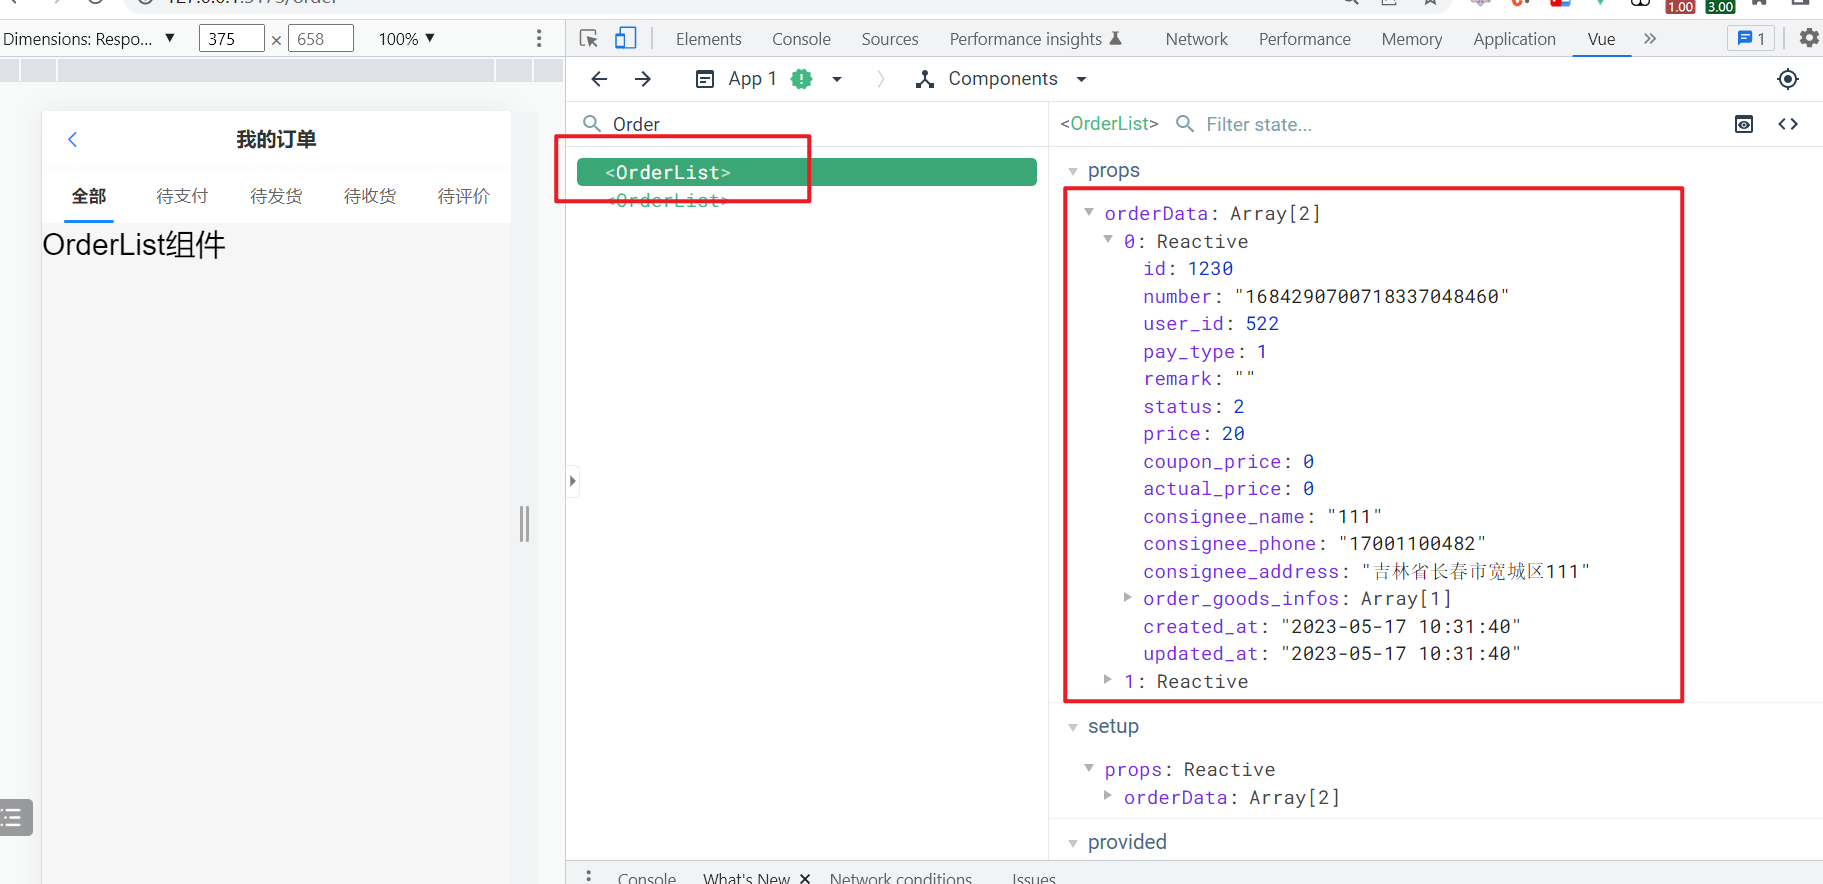 Dimensions: Respo... ▼ 375 × 658 100% ▼
Elements Console Sources Performance insights Network Performance Memory Application Vue » 1
1.00 3.00
App 1 Components
我的订单
全部 待支付 待发货 待收货 待评价
OrderList组件
Order
<OrderList>
<OrderList>
<OrderList> Filter state...
props
orderData: Array[2]
0: Reactive
id: 1230
number: "1684290700718337048460"
user_id: 522
pay_type: 1
remark: ""
status: 2
price: 20
coupon_price: 0
actual_price: 0
consignee_name: "111"
consignee_phone: "17001100482"
consignee_address: "吉林省长春市宽城区111"
order_goods_infos: Array[1]
created_at: "2023-05-17 10:31:40"
updated_at: "2023-05-17 10:31:40"
1: Reactive
setup
props: Reactive
orderData: Array[2]
provided
Console What's New × Network conditions Issues